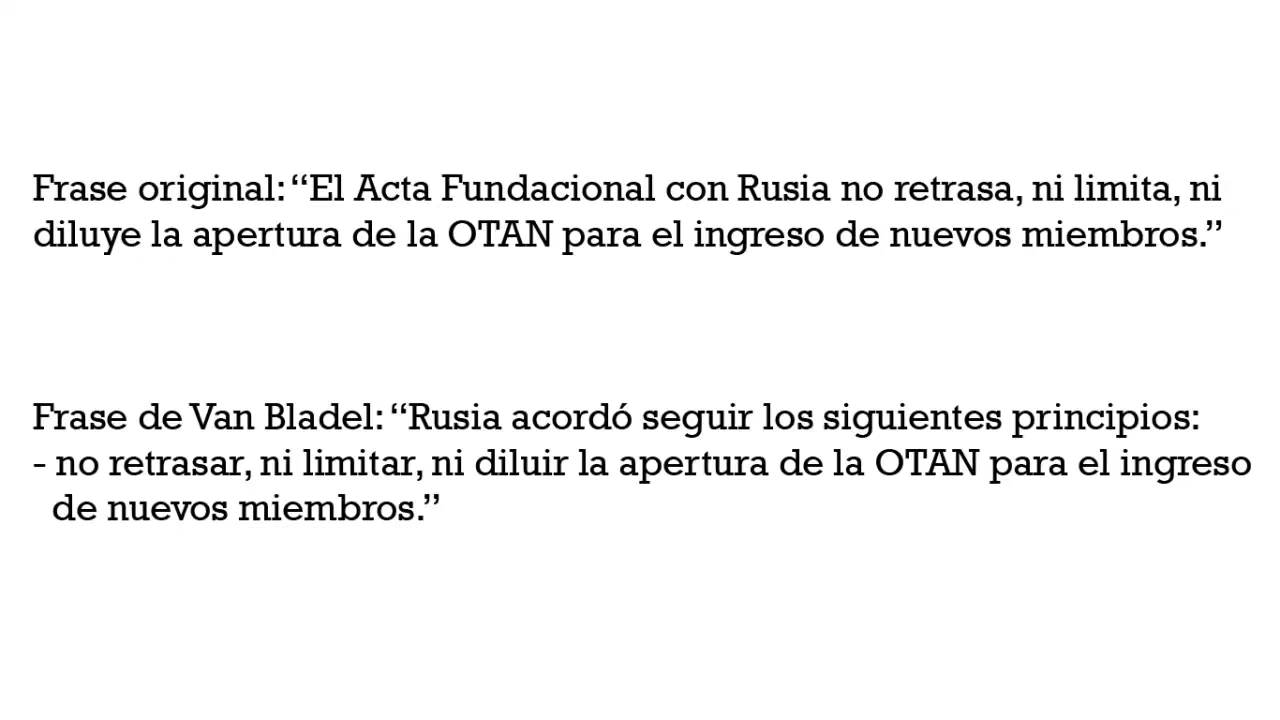 Frase original: “El Acta Fundacional con Rusia no retrasa, ni limita, ni
diluye la apertura de la OTAN para el ingreso de nuevos miembros.”
Frase de Van Bladel: “Rusia acordó seguir los siguientes principios:
- no retrasar, ni limitar, ni diluir la apertura de la OTAN para el ingreso
de nuevos miembros.”